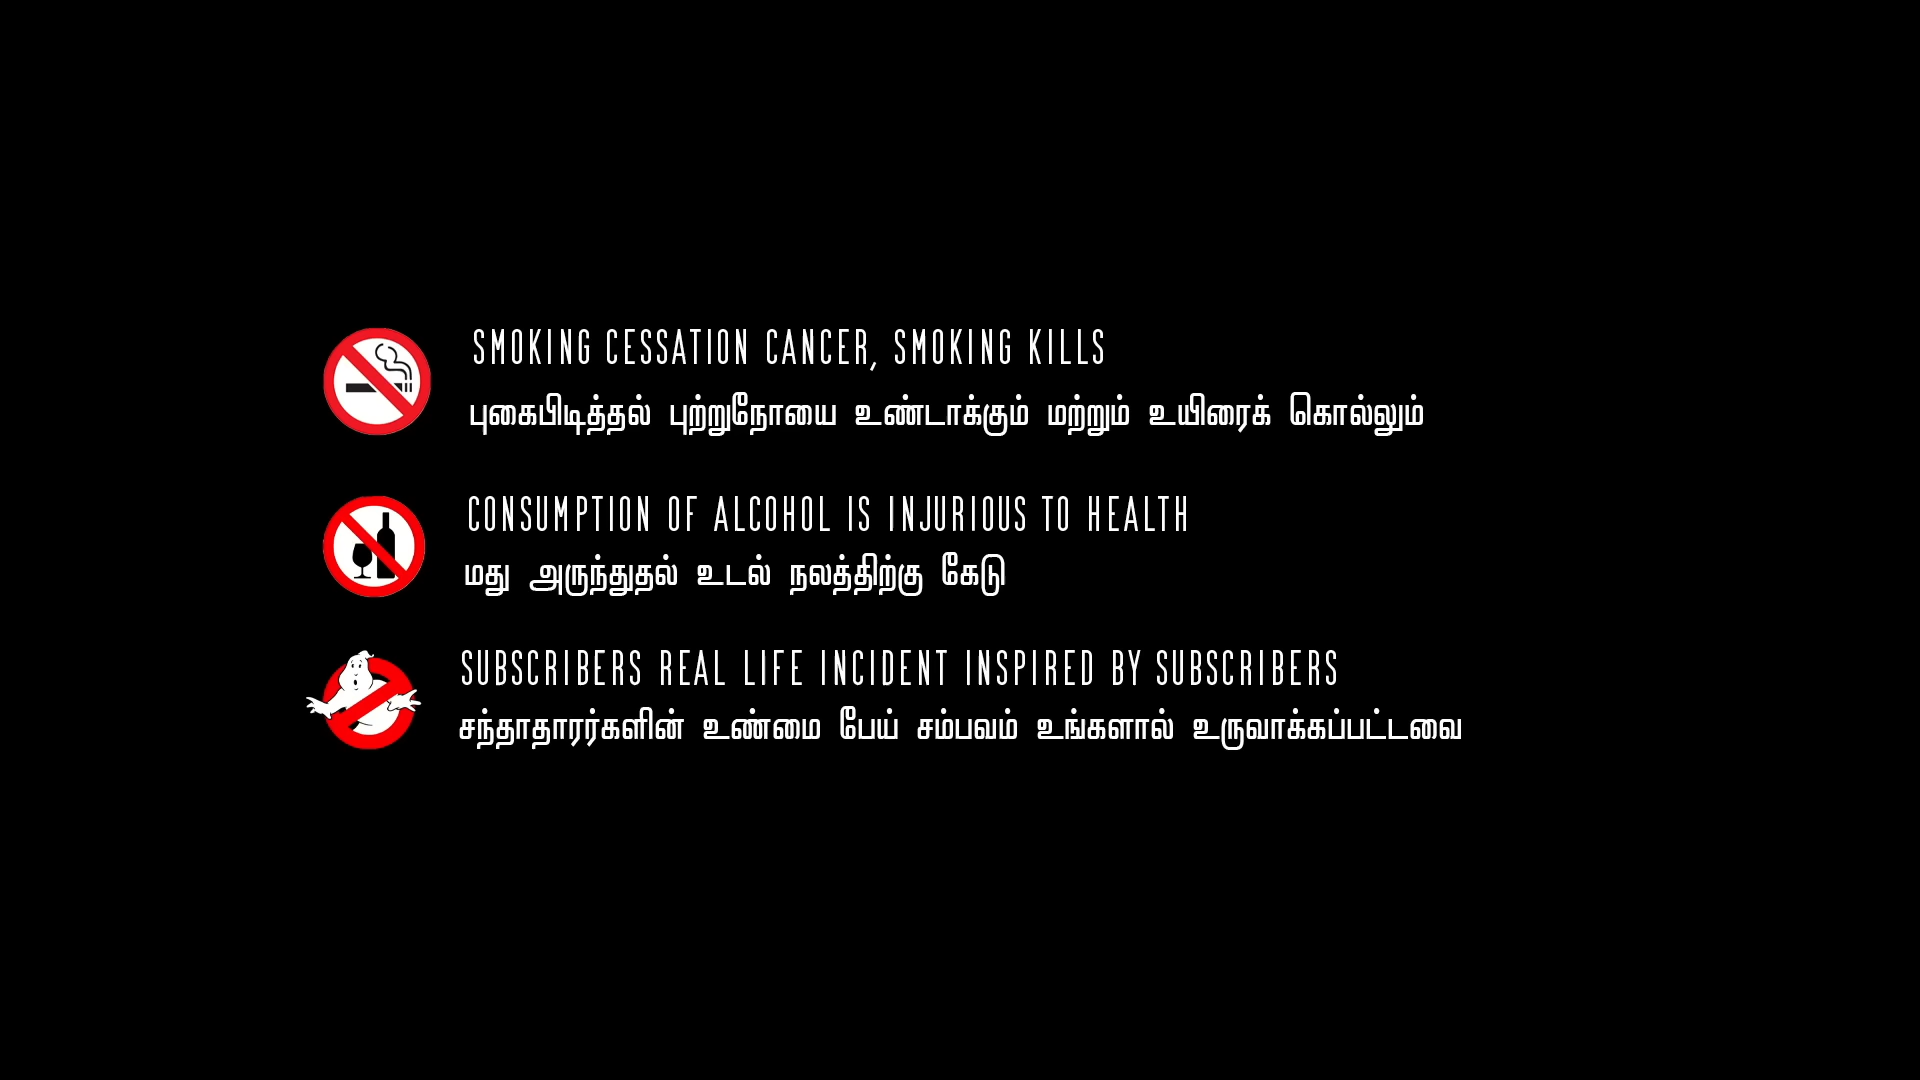 SMOKING CESSATION CANCER, SMOKING KILLS
புகைபிடித்தல் புற்றுநோயை உண்டாக்கும் மற்றும் உயிரைக் கொல்லும்
CONSUMPTION OF ALCOHOL IS INJURIOUS TO HEALTH
மது அருந்துதல் உடல் நலத்திற்கு கேடு
SUBSCRIBERS REAL LIFE INCIDENT INSPIRED BY SUBSCRIBERS
சந்தாதாரர்களின் உண்மை பேய் சம்பவம் உங்களால் உருவாக்கப்பட்டவை